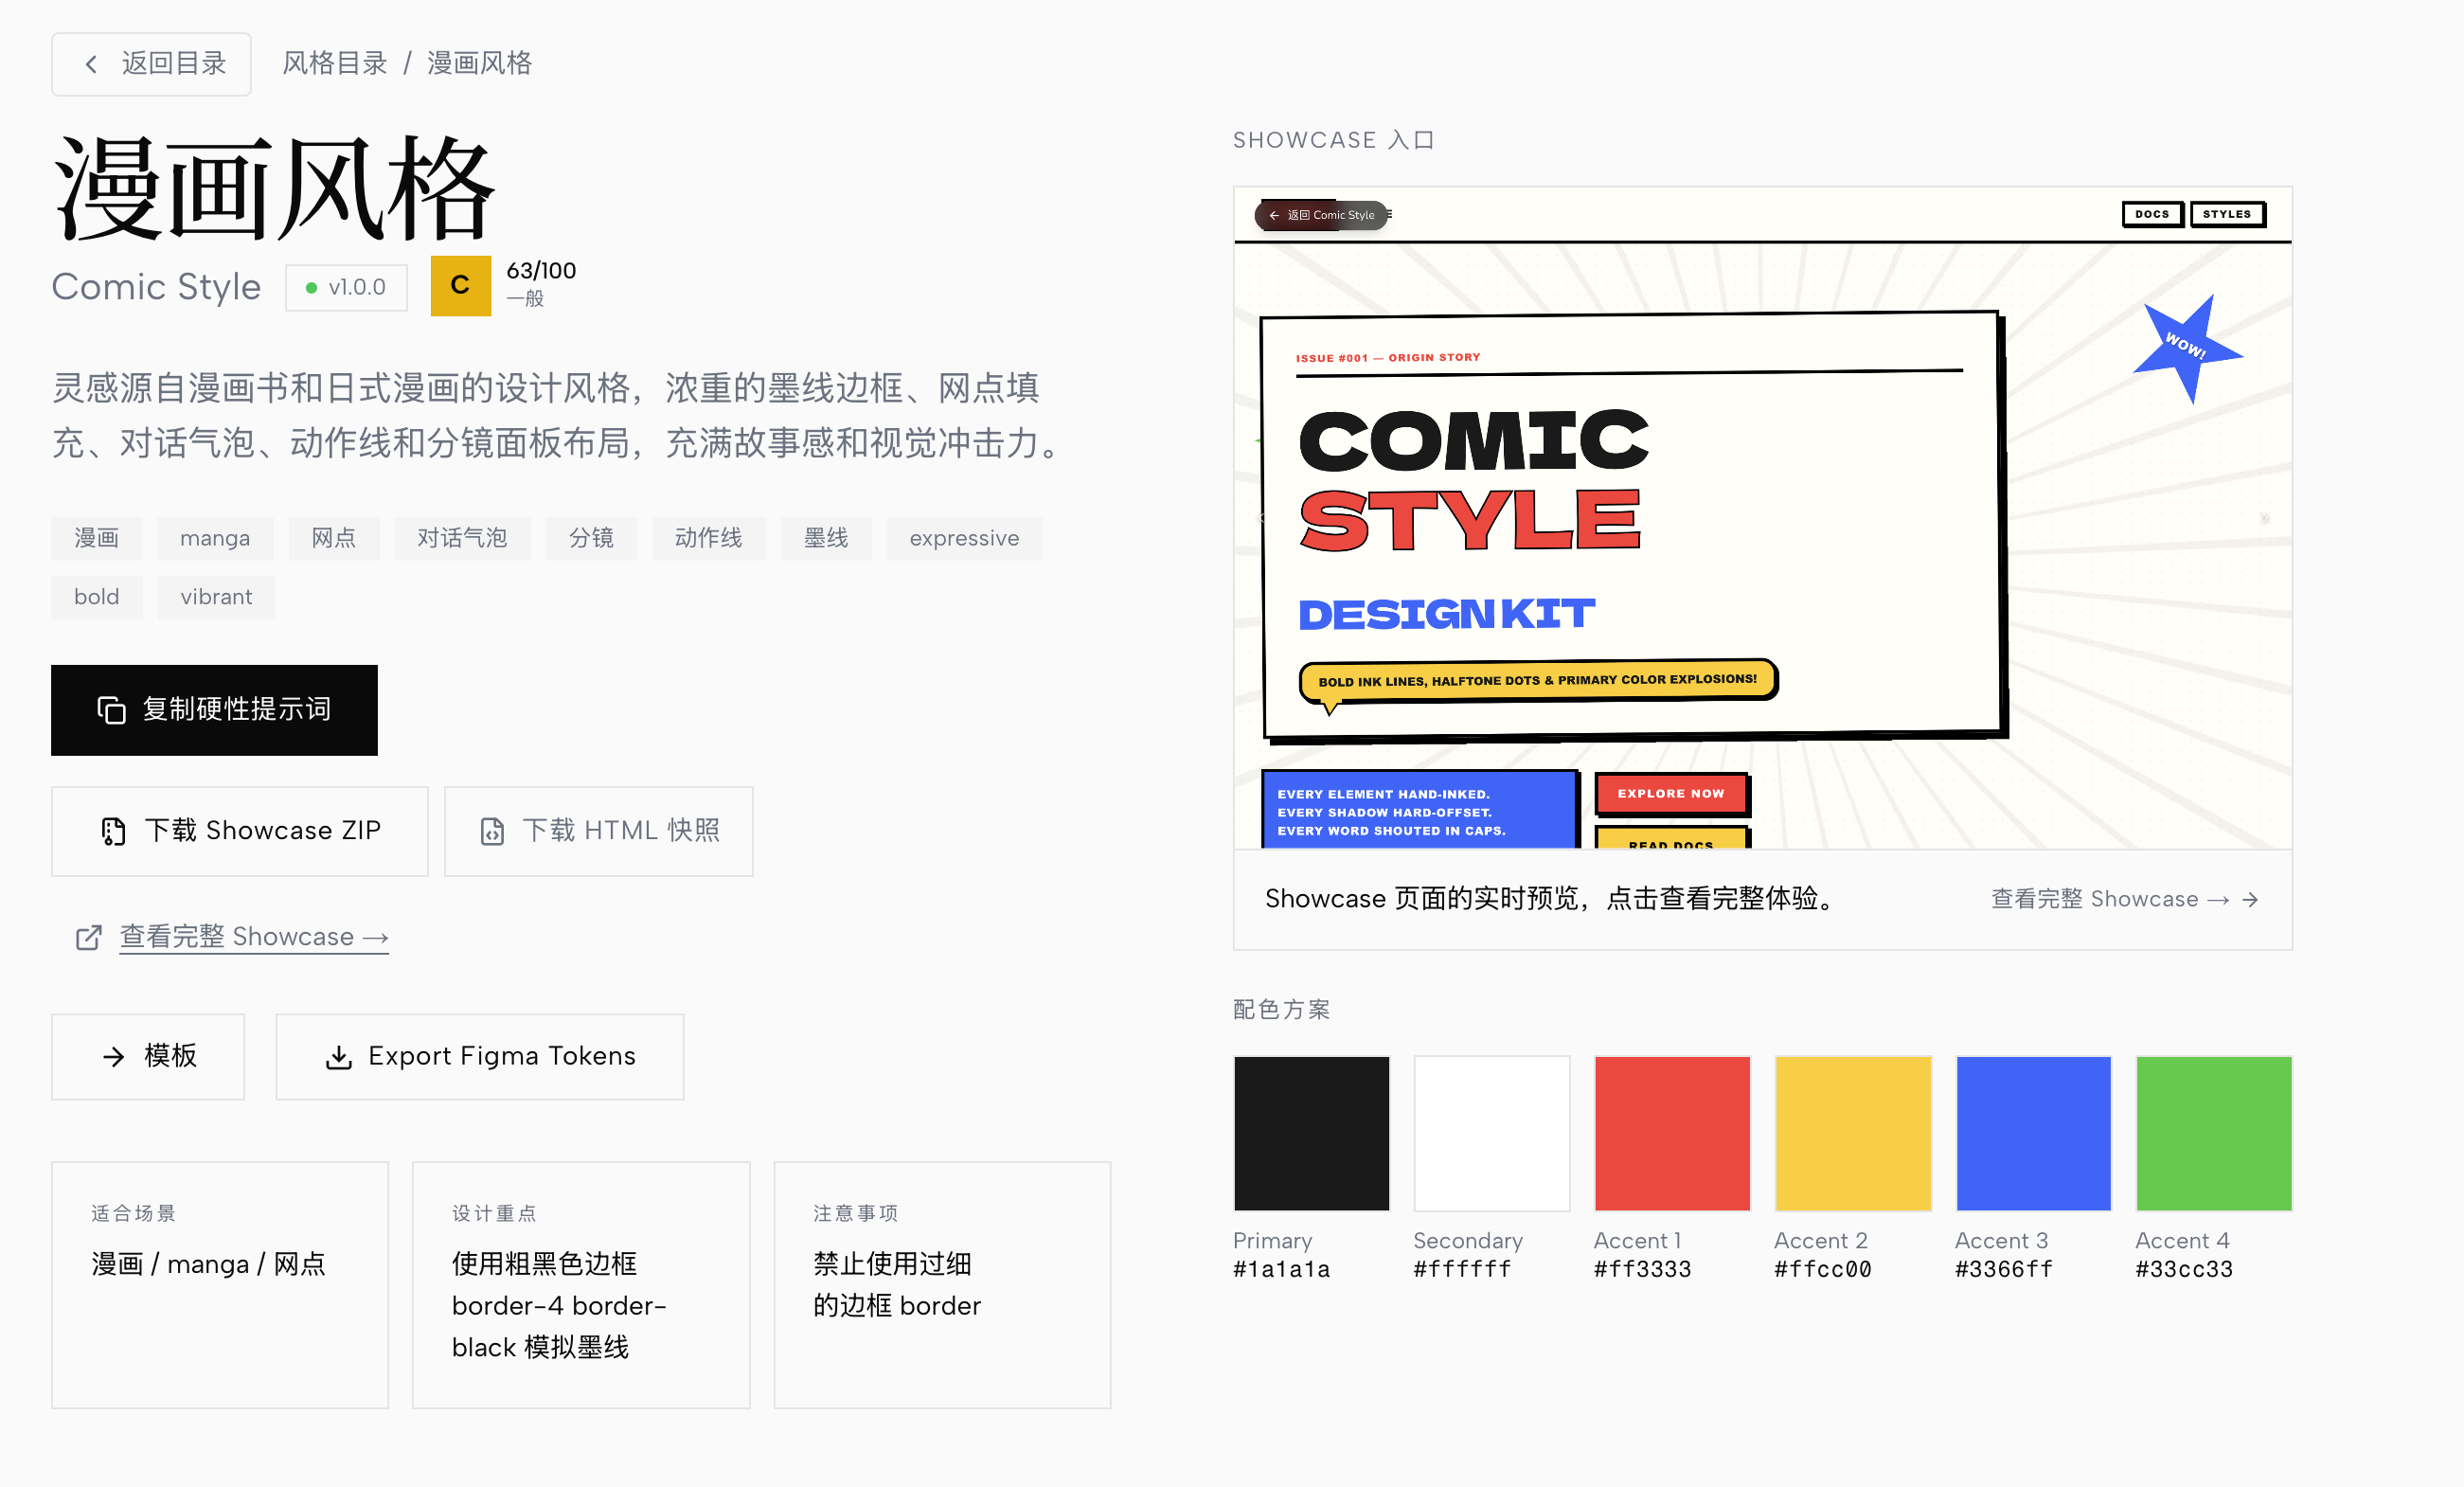 返回目录
风格目录 / 漫画风格
漫画风格
Comic Style
v1.0.0
C
63/100
一般
灵感源自漫画书和日式漫画的设计风格，浓重的墨线边框、网点填
充、对话气泡、动作线和分镜面板布局，充满故事感和视觉冲击力。
漫画 manga 网点 对话气泡 分镜 动作线 墨线 expressive
bold vibrant
复制硬性提示词
下载 Showcase ZIP
下载 HTML 快照
查看完整 Showcase →
模板
Export Figma Tokens
适合场景
漫画 / manga / 网点
设计重点
使用粗黑色边框
border-4 border-
black 模拟墨线
注意事项
禁止使用过细
的边框 border
SHOWCASE 入口
返回 Comic Style
DOCS
STYLES
WOW!
ISSUE #001 — ORIGIN STORY
COMIC
STYLE
DESIGN KIT
BOLD INK LINES, HALFTONE DOTS & PRIMARY COLOR EXPLOSIONS!
EVERY ELEMENT HAND-INKED.
EVERY SHADOW HARD-OFFSET.
EVERY WORD SHOUTED IN CAPS.
EXPLORE NOW
READ DOCS
Showcase 页面的实时预览，点击查看完整体验。
查看完整 Showcase →
配色方案
Primary
#1a1a1a
Secondary
#ffffff
Accent 1
#ff3333
Accent 2
#ffcc00
Accent 3
#3366ff
Accent 4
#33cc33